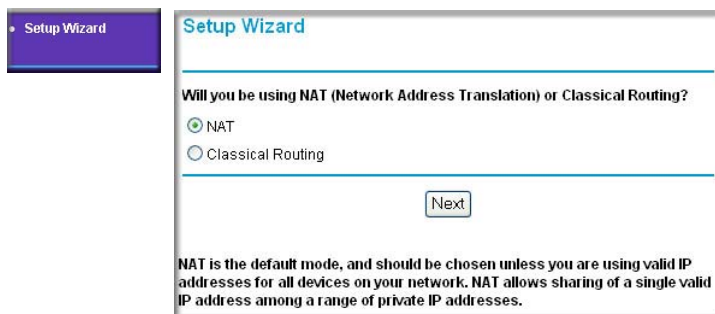 Setup Wizard
Setup Wizard
Will you be using NAT (Network Address Translation) or Classical Routing?
NAT
Classical Routing
Next
NAT is the default mode, and should be chosen unless you are using valid IP
addresses for all devices on your network. NAT allows sharing of a single valid
IP address among a range of private IP addresses.